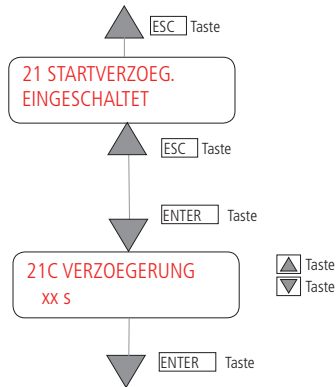 ESC Taste
21 STARTVERZOEG.
EINGESCHALTET
ESC Taste
ENTER Taste
21C VERZOEGERUNG
xx s
Taste
Taste
ENTER Taste